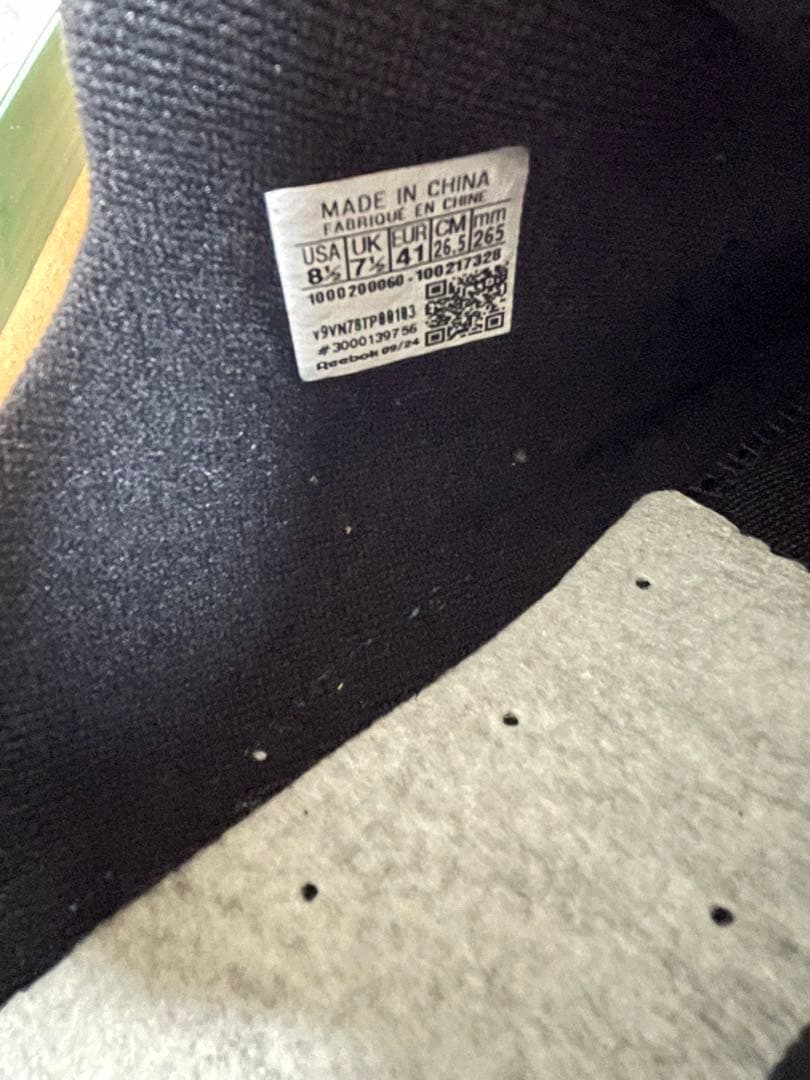 MADE IN CHINA
FABRIQUÉ EN CHINE
USA UK EUR CM mm
8½ 7½ 41 26.5 265
1000200060-100217328
#3000139756
Reebok 09/24